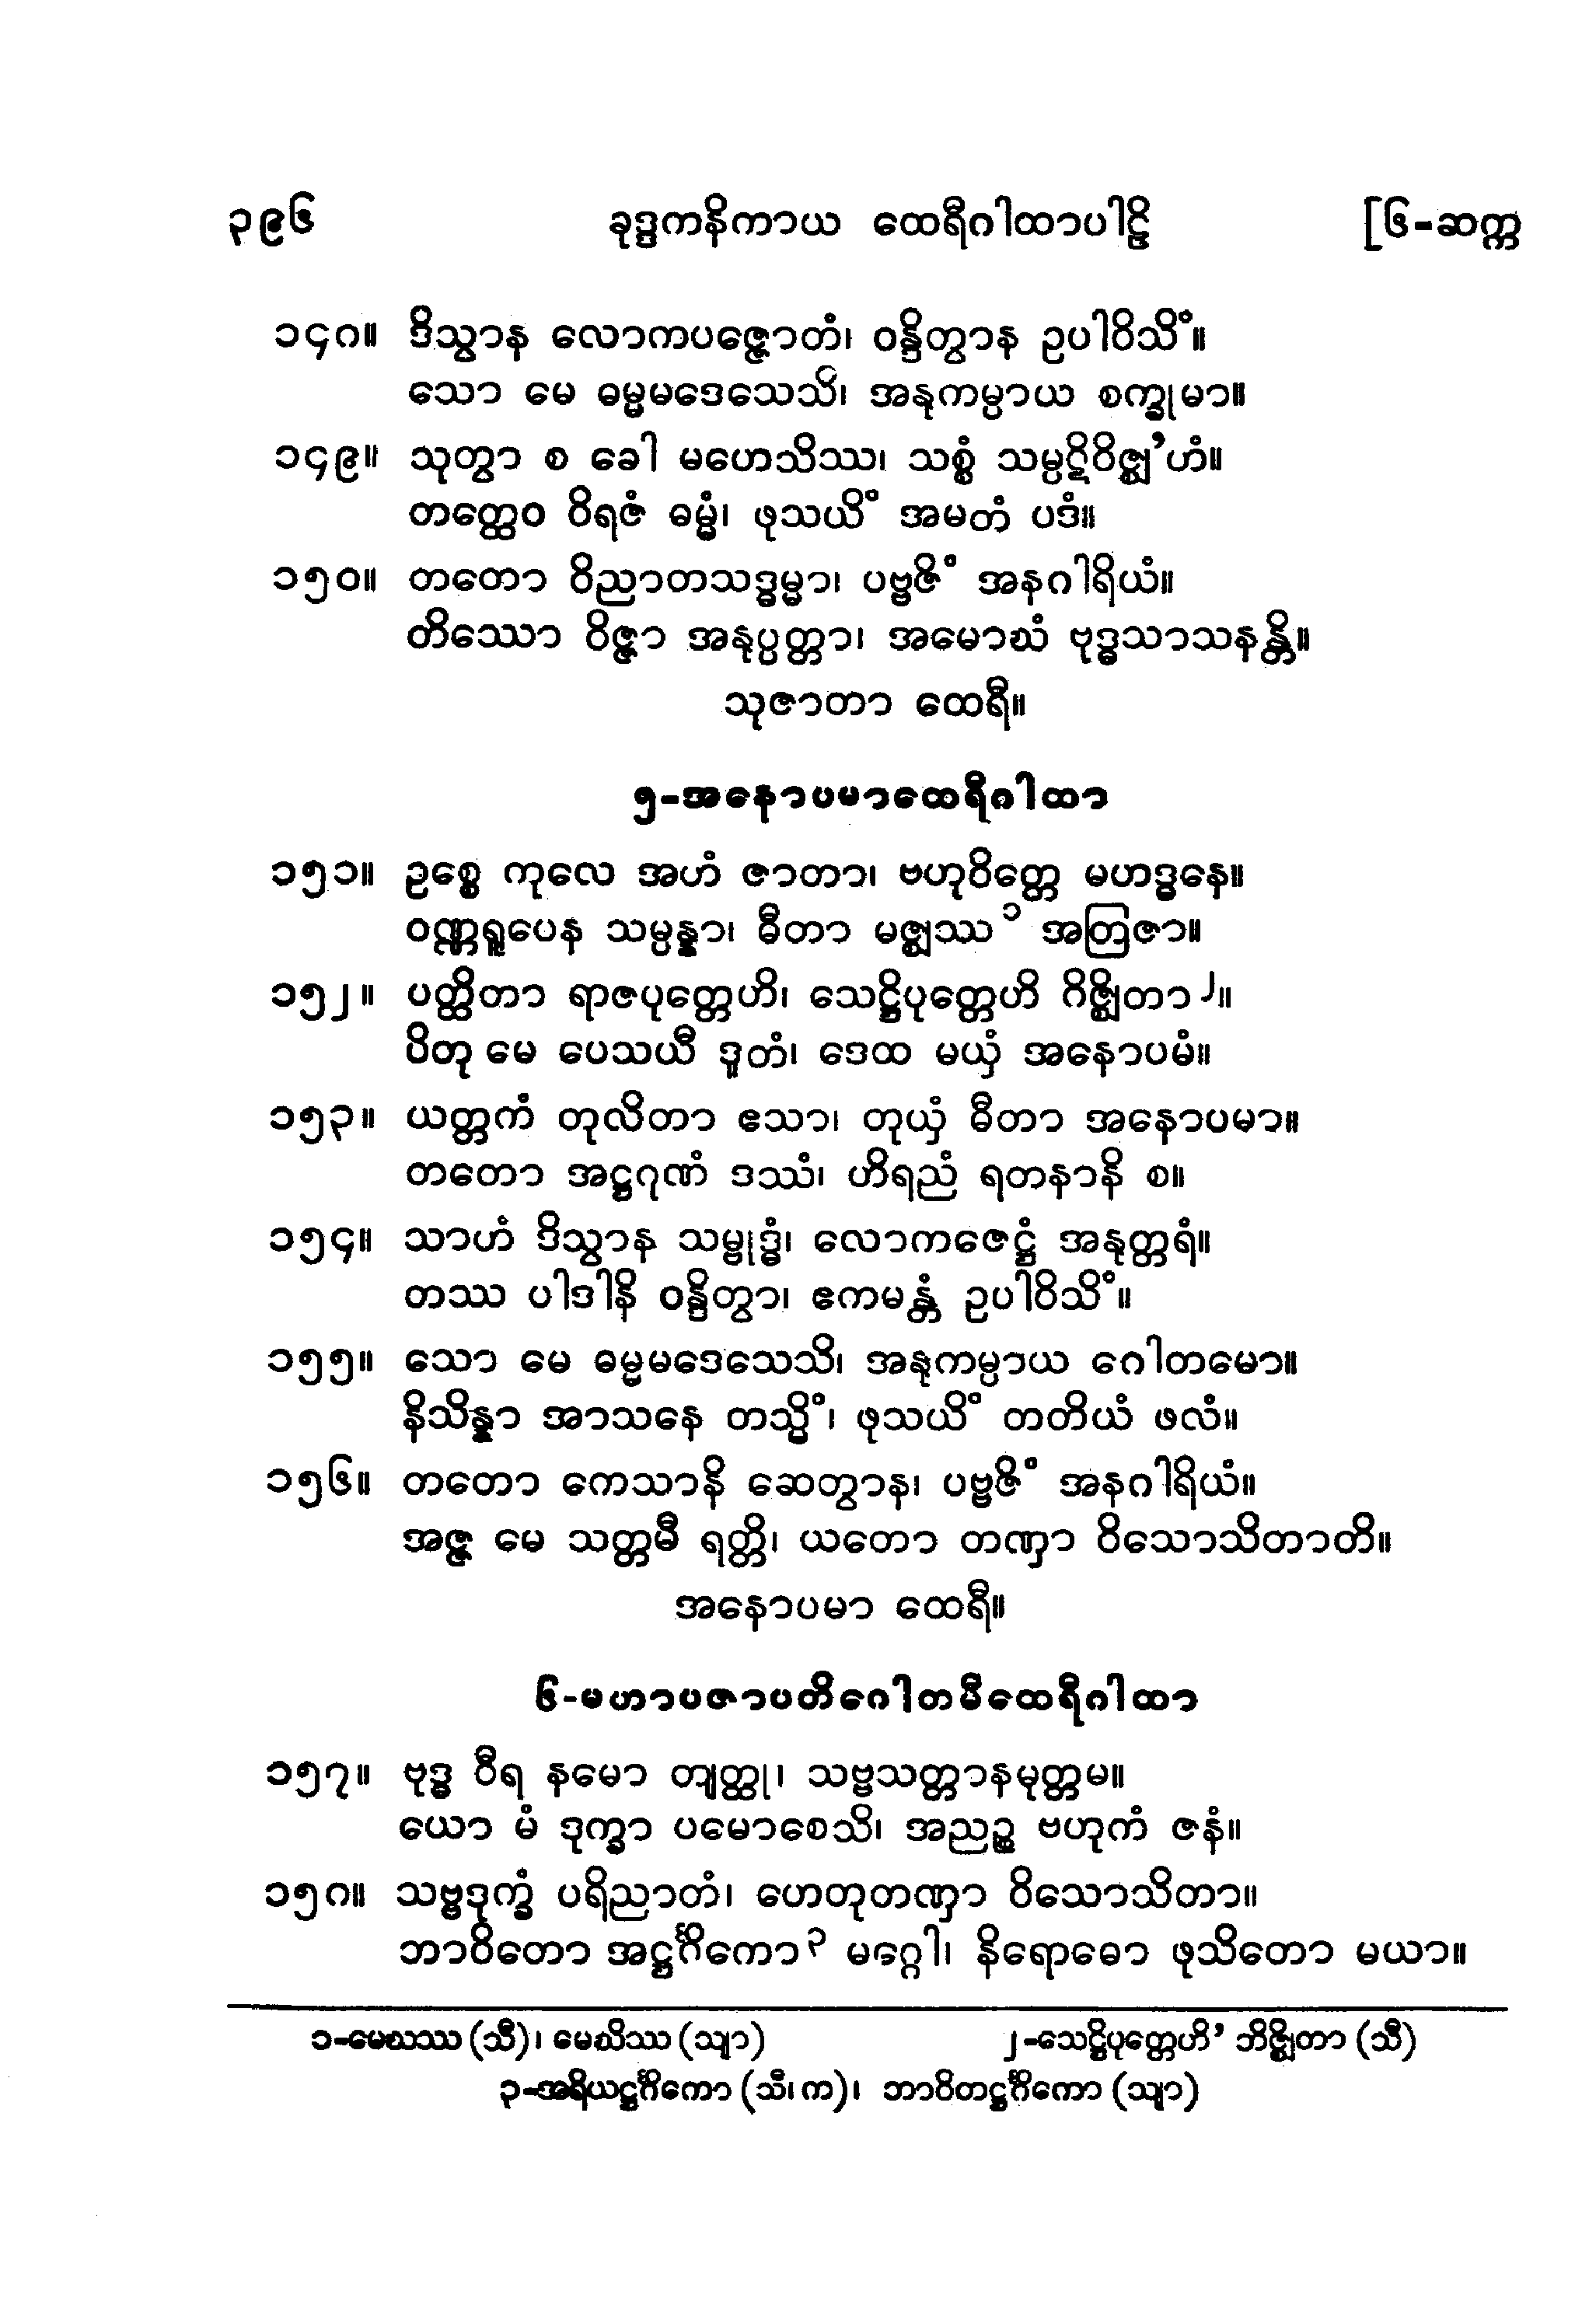 ၃၉၆ ခုဒ္ဒကနိကာယ ထေရီဂါထာပါဠိ [၆-ဆက္က
၁၄၈။ ဒိသွာန လောကပဇ္ဇောတံ၊ ဝန္ဒိတွာန ဥပါဝိသိံ။
သော မေ ဓမ္မမဒေသေသိ၊ အနုကမ္ပာယ စက္ခုမာ။
၁၄၉။ သုတွာ စ ခေါ မဟေသိဿ၊ သစ္စံ သမ္ပဋိဝိဇ္ဈ’ဟံ။
တတ္ထေဝ ဝိရဇံ ဓမ္မံ၊ ဖုသယိံ အမတံ ပဒံ။
၁၅၀။ တတော ဝိညာတသဒ္ဓမ္မာ၊ ပဗ္ဗဇိံ အနဂါရိယံ။
တိဿော ဝိဇ္ဇာ အနုပ္ပတ္တာ၊ အမောဃံ ဗုဒ္ဓသာသနန္တိ။
သုဇာတာ ထေရီ။
၅-အနောပမာထေရီဂါထာ
၁၅၁။ ဥစ္စေ ကုလေ အဟံ ဇာတာ၊ ဗဟုဝိတ္တေ မဟဒ္ဓနေ။
ဝဏ္ဏရူပေန သမ္ပန္နာ၊ ဓီတာ မဇ္ဈဿ ၁ အတြဇာ။
၁၅၂။ ပတ္ထိတာ ရာဇပုတ္တေဟိ၊ သေဋ္ဌိပုတ္တေဟိ ဂိဇ္ဈိတာ ၂။
ပိတု မေ ပေသယီ ဒူတံ၊ ဒေထ မယှံ အနောပမံ။
၁၅၃။ ယတ္တကံ တုလိတာ ဧသာ၊ တုယှံ ဓီတာ အနောပမာ။
တတော အဋ္ဌဂုဏံ ဒဿံ၊ ဟိရညံ ရတနာနိ စ။
၁၅၄။ သာဟံ ဒိသွာန သမ္ဗုဒ္ဓံ၊ လောကဇေဋ္ဌံ အနုတ္တရံ။
တဿ ပါဒါနိ ဝန္ဒိတွာ၊ ဧကမန္တံ ဥပါဝိသိံ။
၁၅၅။ သော မေ ဓမ္မမဒေသေသိ၊ အနုကမ္ပာယ ဂေါတမော။
နိသိန္နာ အာသနေ တသ္မိံ၊ ဖုသယိံ တတိယံ ဖလံ။
၁၅၆။ တတော ကေသာနိ ဆေတွာန၊ ပဗ္ဗဇိံ အနဂါရိယံ။
အဇ္ဇ မေ သတ္တမီ ရတ္တိ၊ ယတော တဏှာ ဝိသောသိတာတိ။
အနောပမာ ထေရီ။
၆-မဟာပဇာပတိဂေါတမီထေရီဂါထာ
၁၅၇။ ဗုဒ္ဓ ဝီရ နမော တျတ္ထု၊ သဗ္ဗသတ္တာနမုတ္တမ။
ယော မံ ဒုက္ခာ ပမောစေသိ၊ အညဉ္စ ဗဟုကံ ဇနံ။
၁၅၈။ သဗ္ဗဒုက္ခံ ပရိညာတံ၊ ဟေတုတဏှာ ဝိသောသိတာ။
ဘာဝိတော အဋ္ဌင်္ဂိကော ၃ မဂ္ဂေါ၊ နိရောဓော ဖုသိတော မယာ။
၁-မေဃဿ (သီ)၊ မေဃိဿ (သျာ) ၂-သေဋ္ဌိပုတ္တေဟိ’ ဘိဇ္ဈိတာ (သီ)
၃-အရိယဋ္ဌင်္ဂိကော (သီ၊ က)၊ ဘာဝိတဋ္ဌင်္ဂိကော (သျာ)